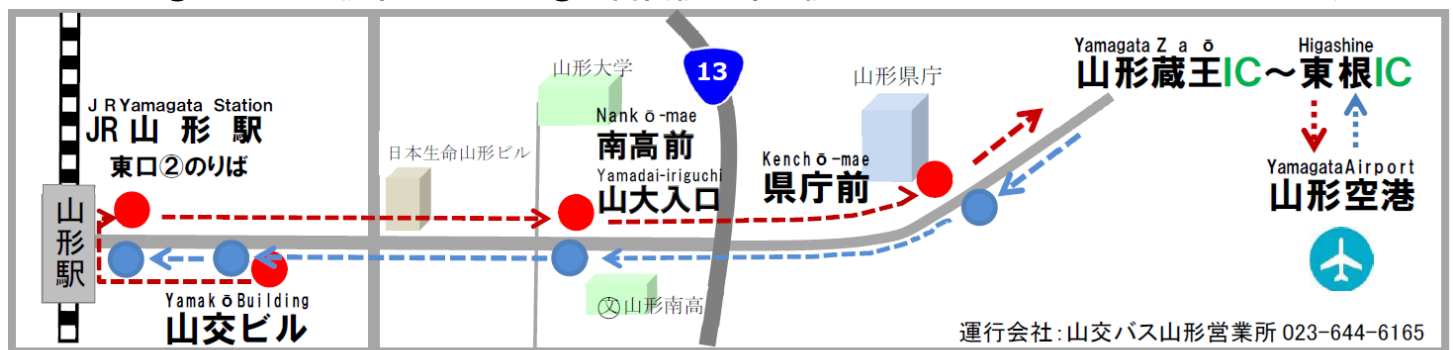 JR Yamagata Station
JR山形駅
東口②のりば
山形駅
Yamakō Building
山交ビル
日本生命山形ビル
山形大学
Nankō-mae
南高前
Yamadai-iriguchi
山大入口
㊫山形南高
13
山形県庁
Kenchō-mae
県庁前
Yamagata Zaō
山形蔵王IC～
Higashine
東根IC
Yamagata Airport
山形空港
運行会社:山交バス山形営業所 023-644-6165